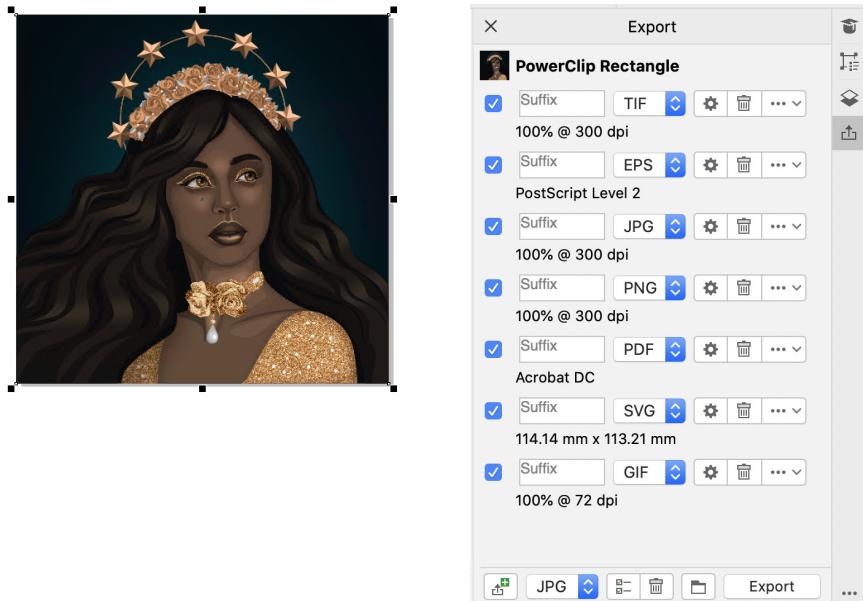 Export
PowerClip Rectangle
Suffix TIF
100% @ 300 dpi
Suffix EPS
PostScript Level 2
Suffix JPG
100% @ 300 dpi
Suffix PNG
100% @ 300 dpi
Suffix PDF
Acrobat DC
Suffix SVG
114.14 mm x 113.21 mm
Suffix GIF
100% @ 72 dpi
JPG Export